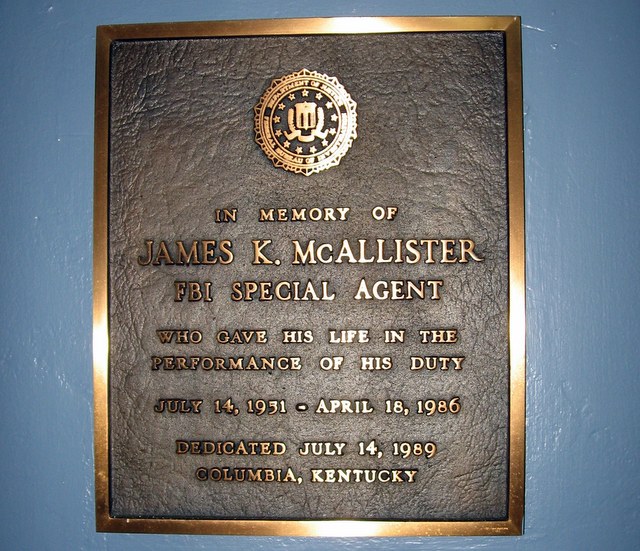 IN MEMORY OF
JAMES K. McALLISTER
FBI SPECIAL AGENT
WHO GAVE HIS LIFE IN THE
PERFORMANCE OF HIS DUTY
JULY 14, 1951 - APRIL 18, 1986
DEDICATED JULY 14, 1989
COLUMBIA, KENTUCKY